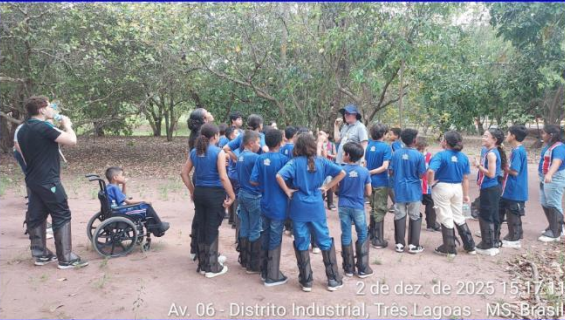 2 de dez. de 2025 15:17:11
Av. 06 - Distrito Industrial, Três Lagoas - MS, Brasil